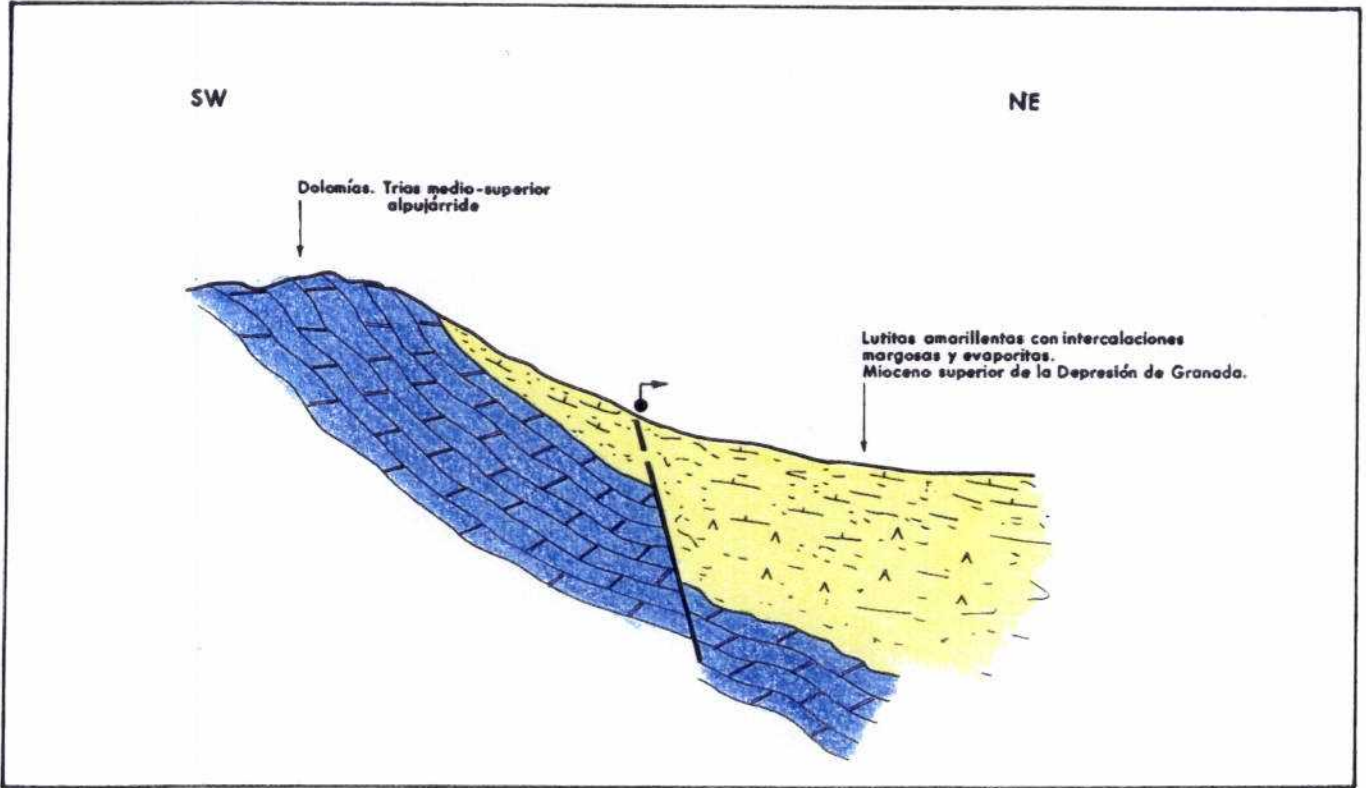 SW
NE
Dolomías. Trias medio-superior
alpujárride
Lutitas amarillentas con intercalaciones
margosas y evaporitas.
Mioceno superior de la Depresión de Granada.